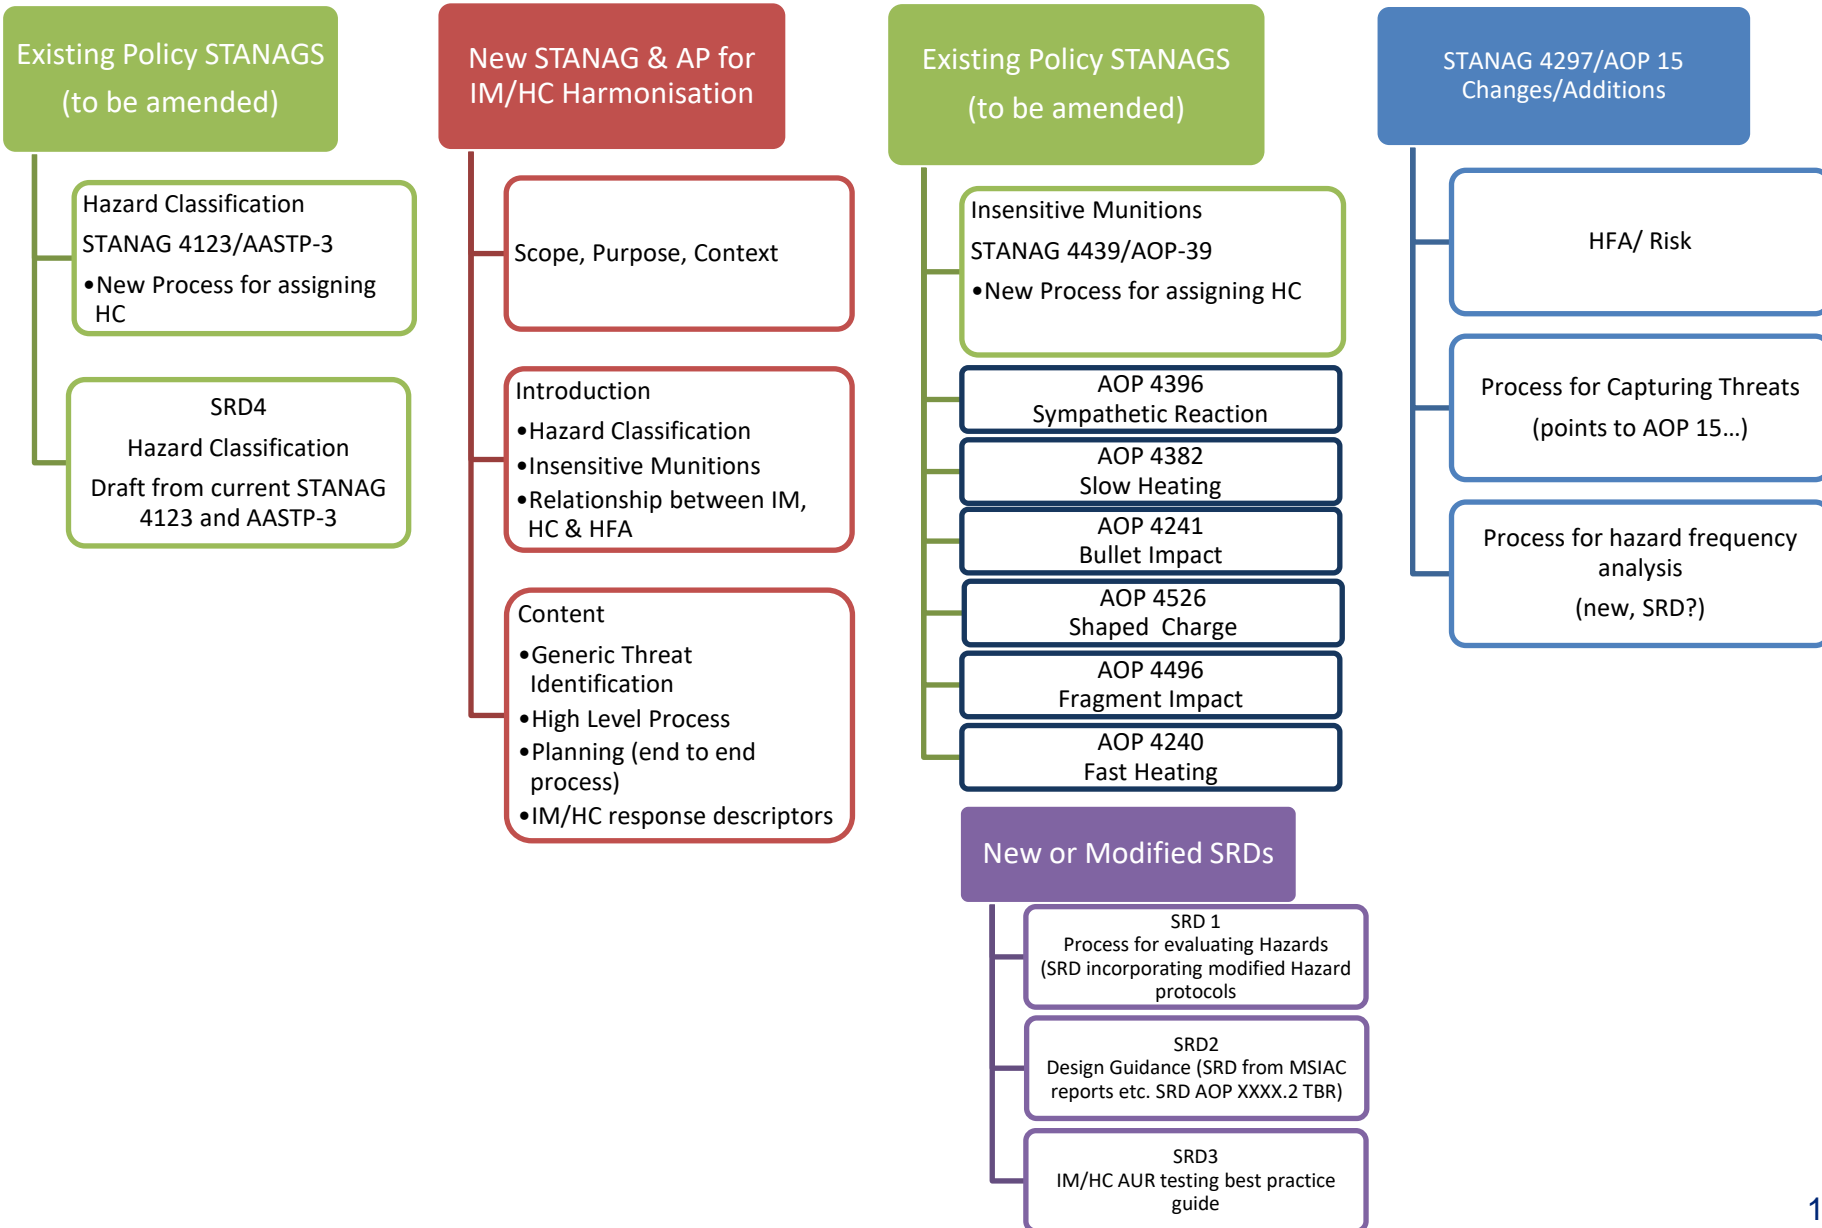 Existing Policy STANAGS
(to be amended)
Hazard Classification
STANAG 4123/AASTP-3
•New Process for assigning
HC
SRD4
Hazard Classification
Draft from current STANAG
4123 and AASTP-3
New STANAG & AP for
IM/HC Harmonisation
Scope, Purpose, Context
Introduction
•Hazard Classification
•Insensitive Munitions
•Relationship between IM,
HC & HFA
Content
•Generic Threat
Identification
•High Level Process
•Planning (end to end
process)
•IM/HC response descriptors
Existing Policy STANAGS
(to be amended)
Insensitive Munitions
STANAG 4439/AOP-39
•New Process for assigning HC
AOP 4396
Sympathetic Reaction
AOP 4382
Slow Heating
AOP 4241
Bullet Impact
AOP 4526
Shaped  Charge
AOP 4496
Fragment Impact
AOP 4240
Fast Heating
New or Modified SRDs
SRD 1
Process for evaluating Hazards
(SRD incorporating modified Hazard
protocols
SRD2
Design Guidance (SRD from MSIAC
reports etc. SRD AOP XXXX.2 TBR)
SRD3
IM/HC AUR testing best practice
guide
STANAG 4297/AOP 15
Changes/Additions
HFA/ Risk
Process for Capturing Threats
(points to AOP 15...)
Process for hazard frequency
analysis
(new, SRD?)
1